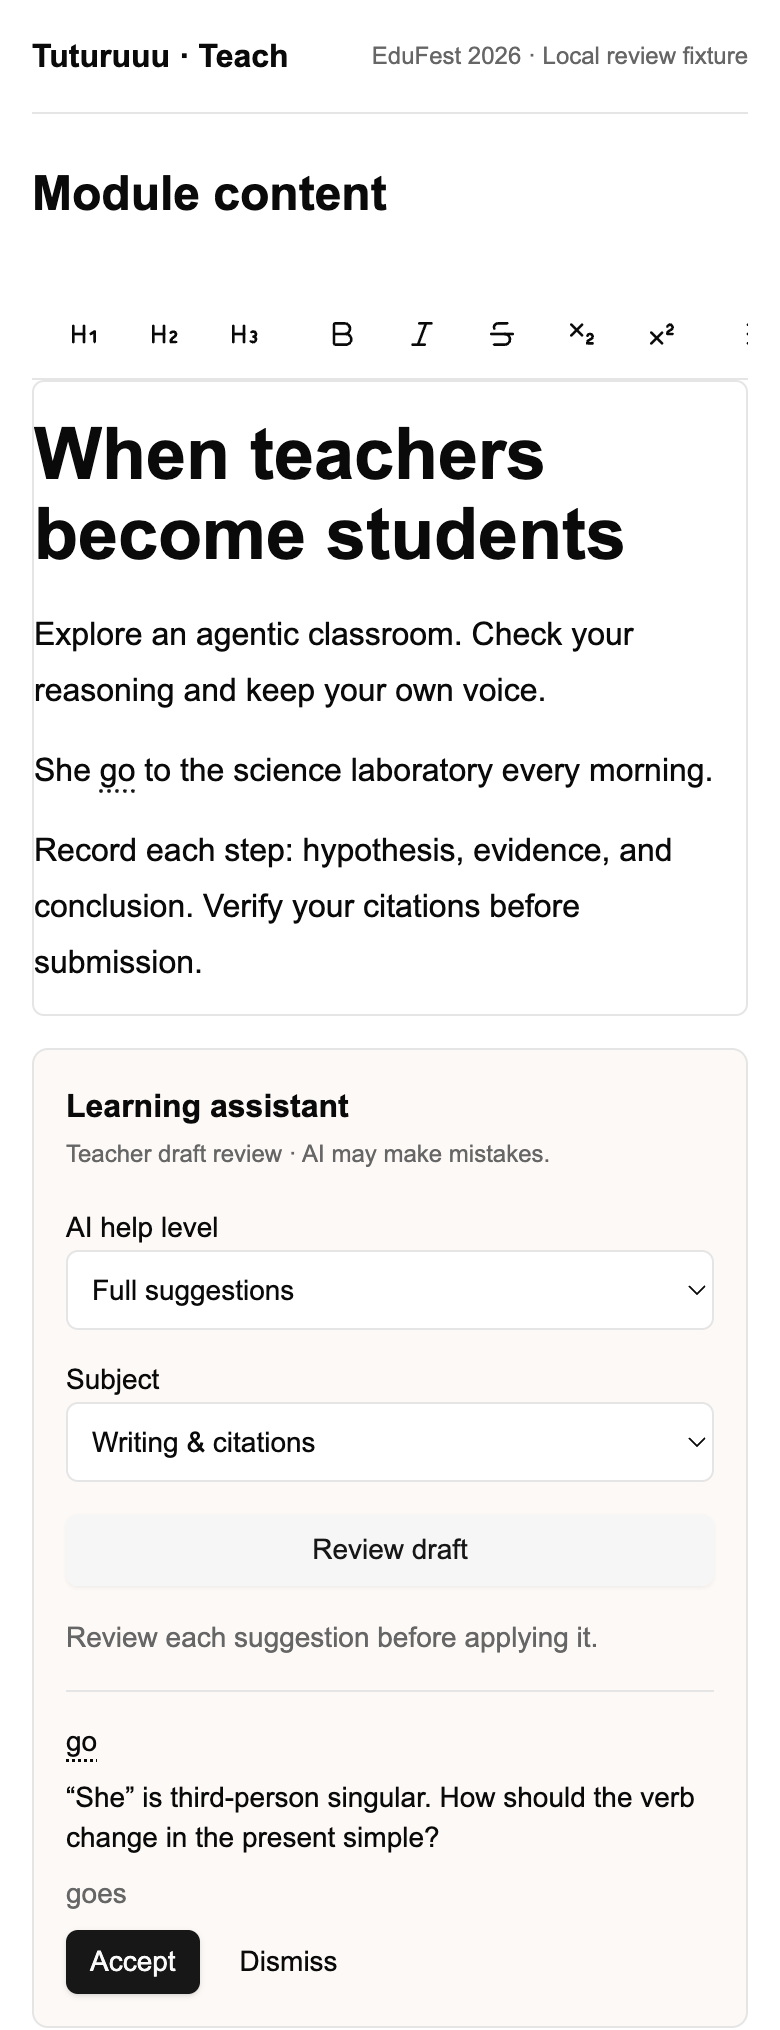 Tuturuuu · Teach
EduFest 2026 · Local review fixture
Module content
H1 H2 H3 B I S x2 x²
When teachers
become students
Explore an agentic classroom. Check your
reasoning and keep your own voice.
She go to the science laboratory every morning.
Record each step: hypothesis, evidence, and
conclusion. Verify your citations before
submission.
Learning assistant
Teacher draft review · AI may make mistakes.
AI help level
Full suggestions
Subject
Writing & citations
Review draft
Review each suggestion before applying it.
go
“She” is third-person singular. How should the verb
change in the present simple?
goes
Accept
Dismiss